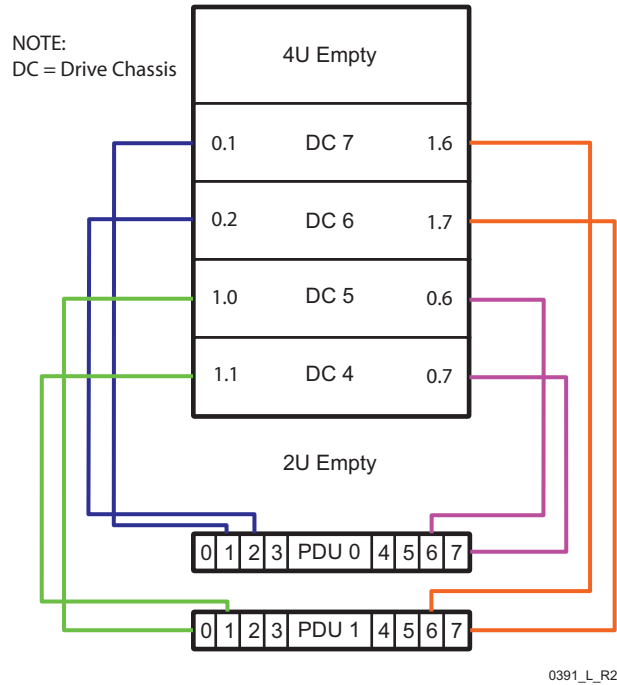 NOTE:
DC = Drive Chassis
4U Empty
0.1 DC 7 1.6
0.2 DC 6 1.7
1.0 DC 5 0.6
1.1 DC 4 0.7
2U Empty
0 1 2 3 PDU 0 4 5 6 7
0 1 2 3 PDU 1 4 5 6 7
0391_L_R2